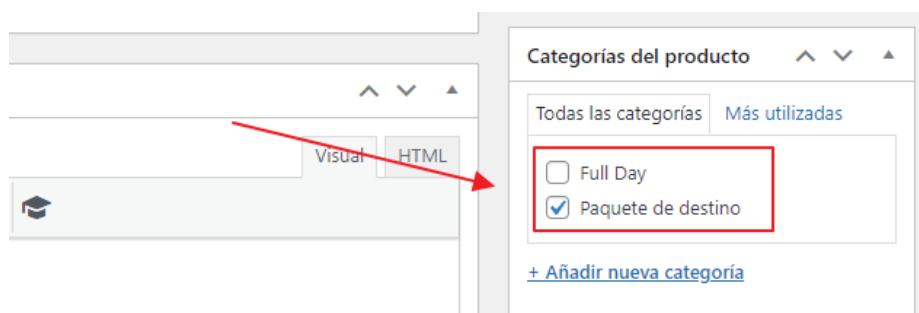 Categorías del producto
Todas las categorías Más utilizadas
Visual HTML
Full Day
Paquete de destino
+ Añadir nueva categoría